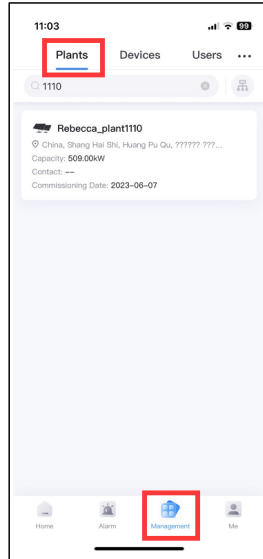 11:03
99
Plants Devices Users ...
1110
Rebecca_plant1110
China, Shang Hai Shi, Huang Pu Qu, ?????? ???...
Capacity: 509.00kW
Contact: --
Commissioning Date: 2023-06-07
Home Alarm Management Me